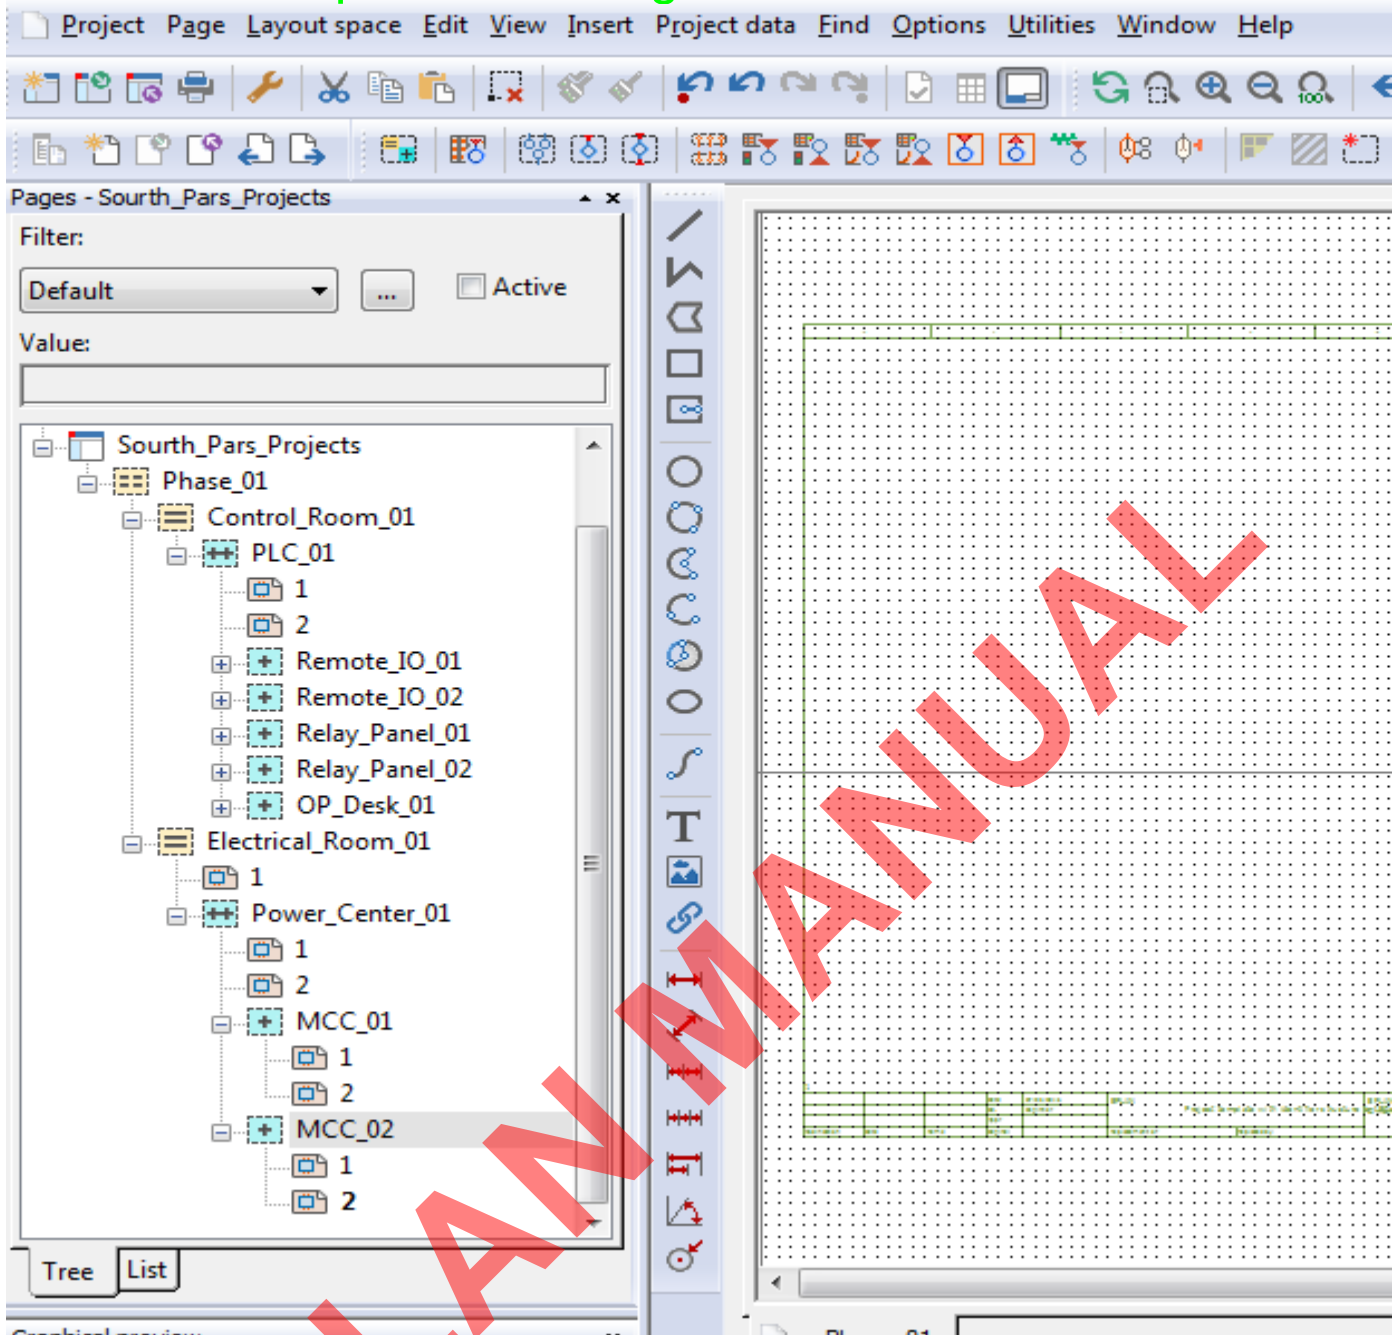 Project Page Layout space Edit View Insert Project data Find Options Utilities Window Help
100
Pages - Sourth_Pars_Projects
Filter:
Default
...
Active
Value:
Sourth_Pars_Projects
Phase_01
Control_Room_01
PLC_01
1
2
Remote_IO_01
Remote_IO_02
Relay_Panel_01
Relay_Panel_02
OP_Desk_01
Electrical_Room_01
1
Power_Center_01
1
2
MCC_01
1
2
MCC_02
1
2
Tree List
T
LAN MANUAL